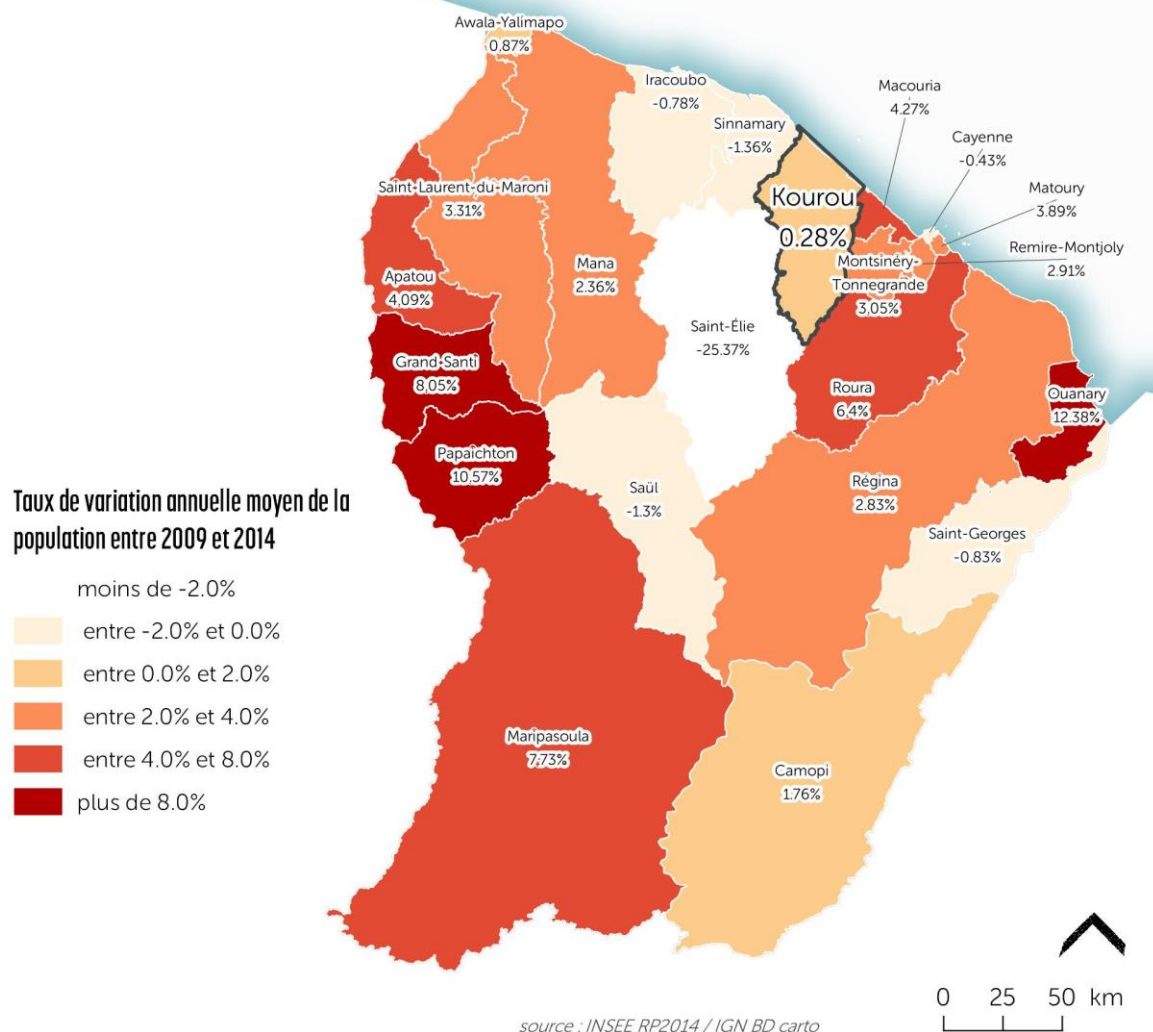 Awala-Yalimapo
0,87%
Iracoubo
-0.78%
Macouria
4.27%
Sinnamary
-1.36%
Cayenne
-0.43%
Saint-Laurent-du-Maroni
3.31%
Kourou
0.28%
Matoury
3.89%
Remire-Montjoly
2.91%
Mana
2.36%
Montsinéry-
Tonnegrande
3,05%
Apatou
4,09%
Saint-Élie
-25.37%
Grand-Santi
8,05%
Roura
6,4%
Ouanary
12.38%
Papaichton
10,57%
Saül
-1.3%
Régina
2.83%
Saint-Georges
-0.83%
Taux de variation annuelle moyen de la
population entre 2009 et 2014
moins de -2.0%
entre -2.0% et 0.0%
entre 0.0% et 2.0%
entre 2.0% et 4.0%
entre 4.0% et 8.0%
plus de 8.0%
Maripasoula
7.73%
Camopi
1.76%
0 25 50 km
source : INSEE RP2014 / IGN BD carto